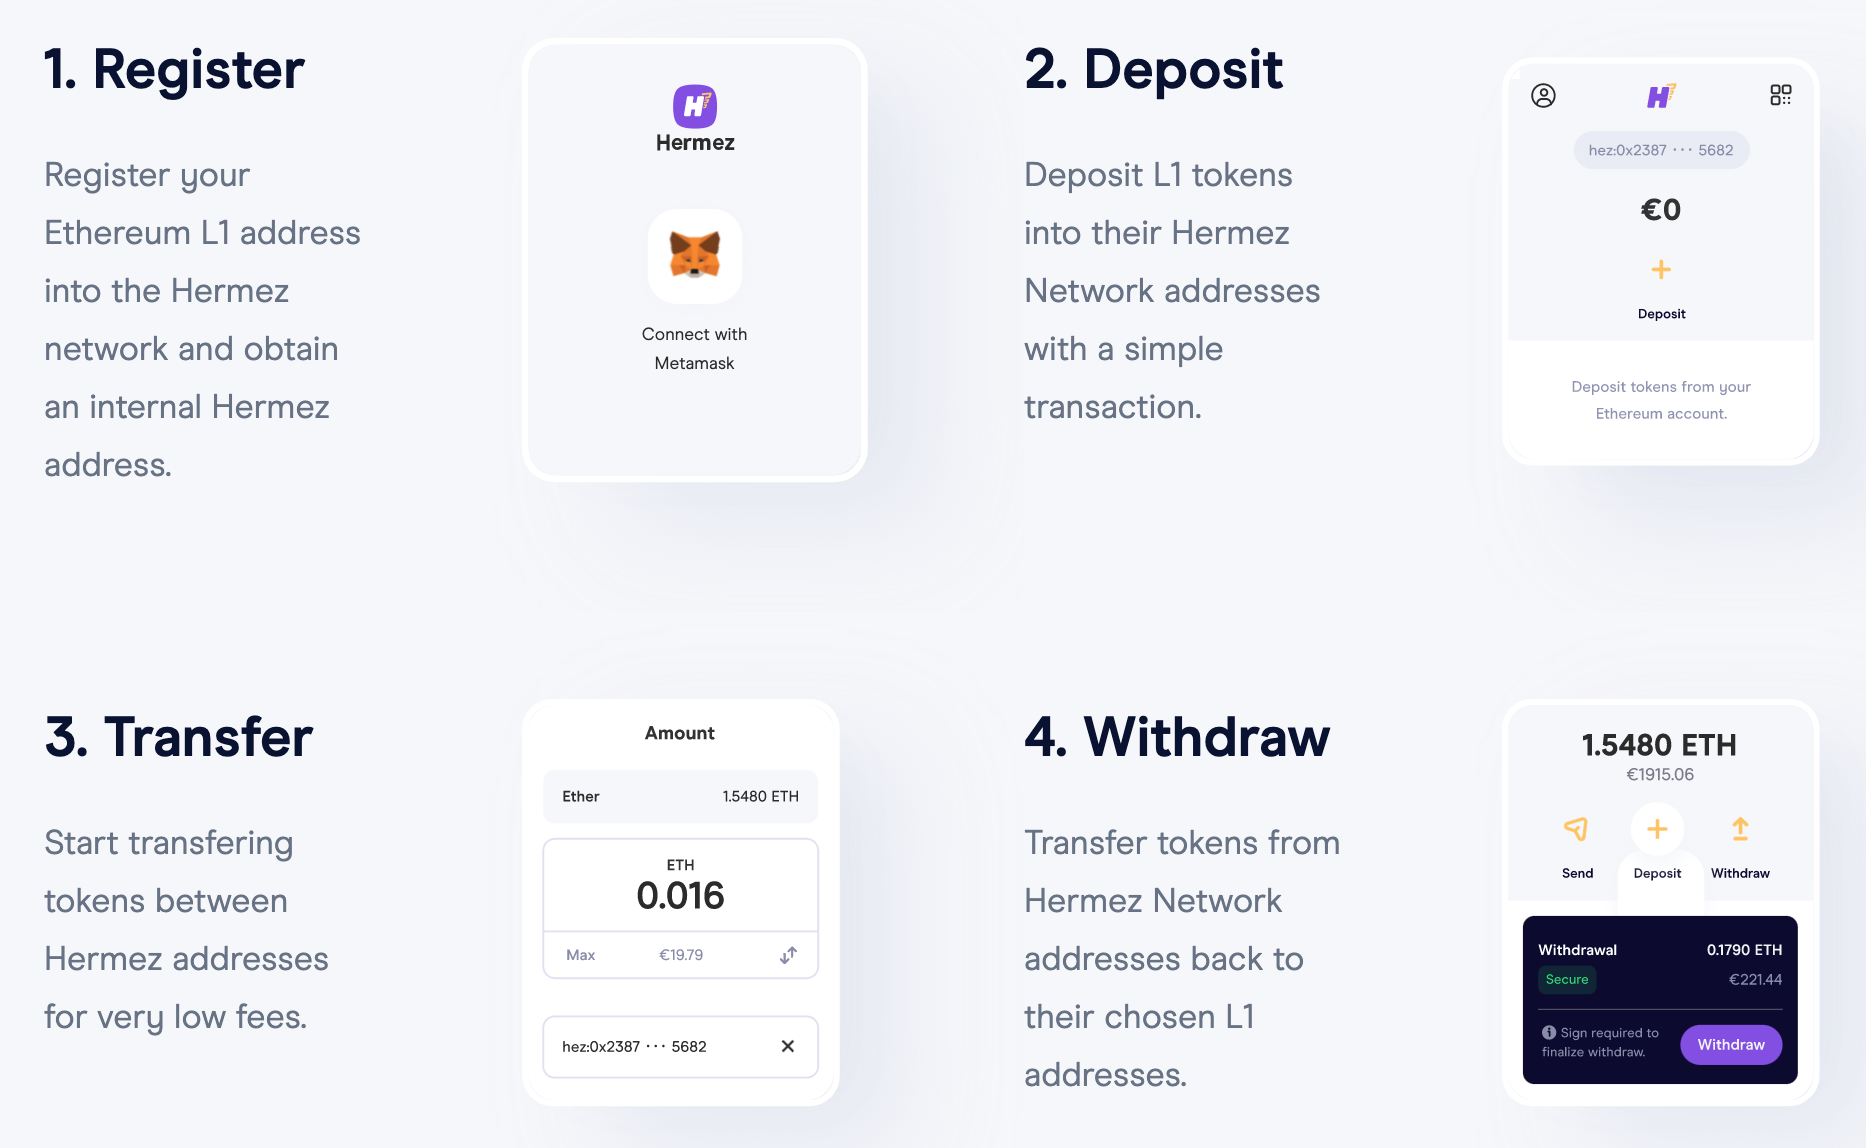 1. Register
Register your
Ethereum L1 address
into the Hermez
network and obtain
an internal Hermez
address.
Hermez
Connect with
Metamask
2. Deposit
Deposit L1 tokens
into their Hermez
Network addresses
with a simple
transaction.
hez:0x2387 ··· 5682
€0
Deposit
Deposit tokens from your
Ethereum account.
3. Transfer
Start transfering
tokens between
Hermez addresses
for very low fees.
Amount
Ether 1.5480 ETH
ETH
0.016
Max €19.79
hez:0x2387 ··· 5682
4. Withdraw
Transfer tokens from
Hermez Network
addresses back to
their chosen L1
addresses.
1.5480 ETH
€1915.06
Send Deposit Withdraw
Withdrawal 0.1790 ETH
Secure €221.44
Sign required to
finalize withdraw.
Withdraw